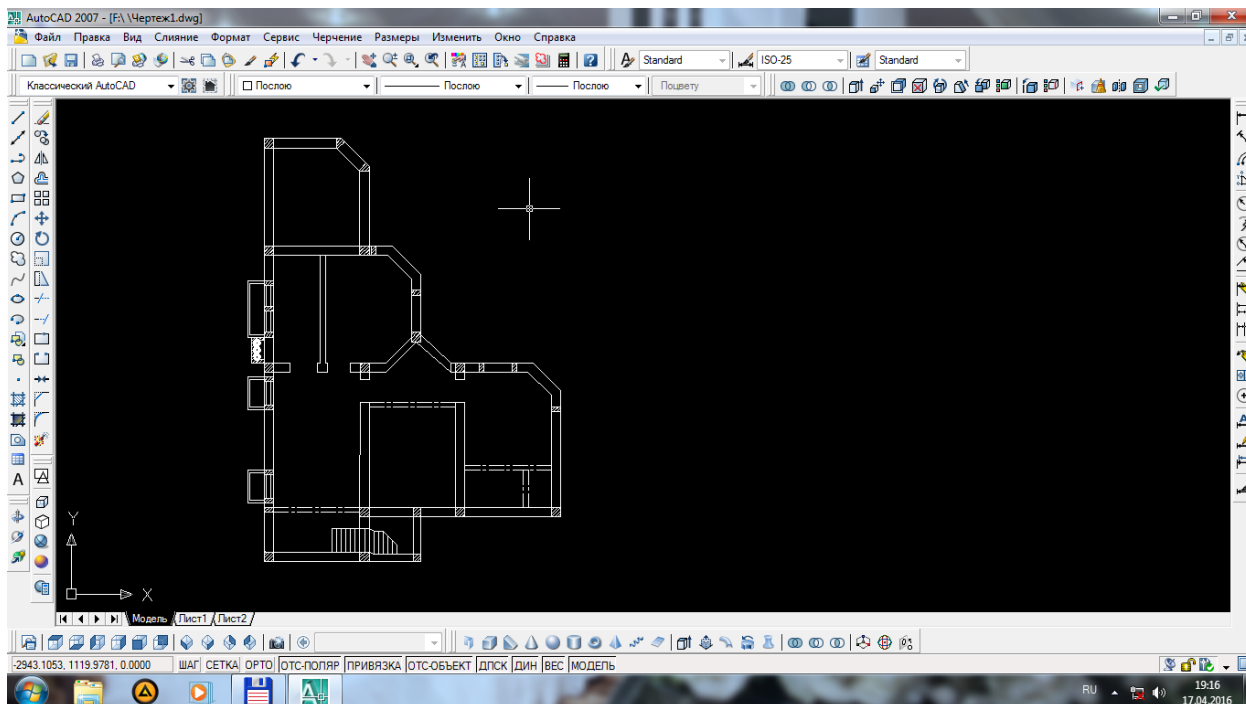 AutoCAD 2007 - [F:\ \Чертеж1.dwg]
Файл Правка Вид Слияние Формат Сервис Черчение Размеры Изменить Окно Справка
Standard ISO-25 Standard
Классический AutoCAD Послою Послою Послою Поцвету
A
Y
X
Модель Лист1 Лист2
-2943.1053, 1119.9781, 0.0000 ШАГ СЕТКА ОРТО ОТС-ПОЛЯР ПРИВЯЗКА ОТС-ОБЪЕКТ ДПСК ДИН ВЕС МОДЕЛЬ
RU 19:16
17.04.2016